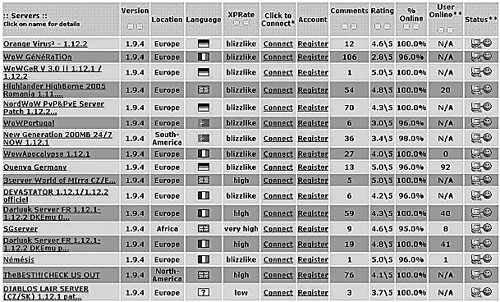 :: Servers :: Click on name for details Version Location Language XPRate Click to Connect* Account Comments Rating % Online User Online** Status**
Orange Virus² - 1.12.2 1.9.4 Europe blizzlike Connect Register 12 4.6\5 100.0% N/A
WoW GéNéRaTiOn 1.9.4 Europe blizzlike Connect Register 106 2.8\5 96.0% N/A
WoWGeR V 3.0 || 1.12.1 / 1.12.2 1.9.4 Europe blizzlike Connect Register 1 5.0\5 100.0% N/A
Highlander HighBorne 2005 Romania 1.11.... 1.9.4 Europe high Connect Register 54 4.8\5 100.0% 20
NordWoW PvP&PvE Server Patch 1.12.2... 1.9.4 Europe blizzlike Connect Register 70 4.3\5 100.0% N/A
WoWPortugal 1.9.4 Europe blizzlike Connect Register 6 3.0\5 96.0% N/A
New Generation 200MB 24/7 NOW 1.12.1 1.9.4 South-America blizzlike Connect Register 36 3.4\5 98.0% N/A
WowApocalypse 1.12.1 1.9.4 Europe blizzlike Connect Register 27 4.0\5 100.0% 0
Quenya Germany 1.9.4 Europe blizzlike Connect Register 13 5.0\5 96.0% 92
3server World of MIrro CZ/E... 1.9.4 Europe high Connect Register 5 5.0\5 100.0% N/A
DEVASTATOR 1.12.1/1.12.2 officiel 1.9.4 Europe blizzlike Connect Register 6 4.2\5 96.0% N/A
Server FR 1.12.1-1.12.2 DKEmu 0... 1.9.4 Europe high Connect Register 59 4.3\5 100.0% 40
SGserver 1.9.4 Africa very high Connect Register 9 4.6\5 95.0% 8
Server FR 1.12.1-1.12.2 DKEmu p... 1.9.4 Europe high Connect Register 19 4.8\5 100.0% 41
Némésis 1.9.4 Europe blizzlike Connect Register 1 5.0\5 96.0% 1
TheBEST!!!CHECK US OUT 1.9.4 North-America high Connect Register 76 4.1\5 100.0% N/A
DIABLOS LAIR SERVER (CZ/SK) 1.12.1 pat... 1.9.4 Europe ? low Connect Register 3 3.7\5 100.0% N/A